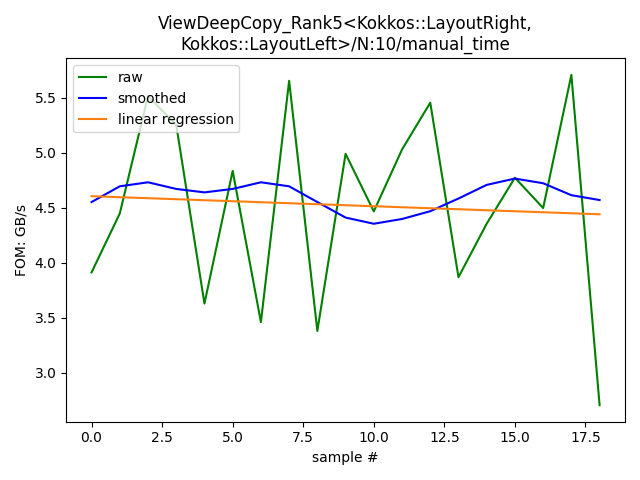 ViewDeepCopy_Rank5<Kokkos::LayoutRight,
Kokkos::LayoutLeft>/N:10/manual_time
raw
smoothed
linear regression
FOM: GB/s
5.5
5.0
4.5
4.0
3.5
3.0
0.0 2.5 5.0 7.5 10.0 12.5 15.0 17.5
sample #